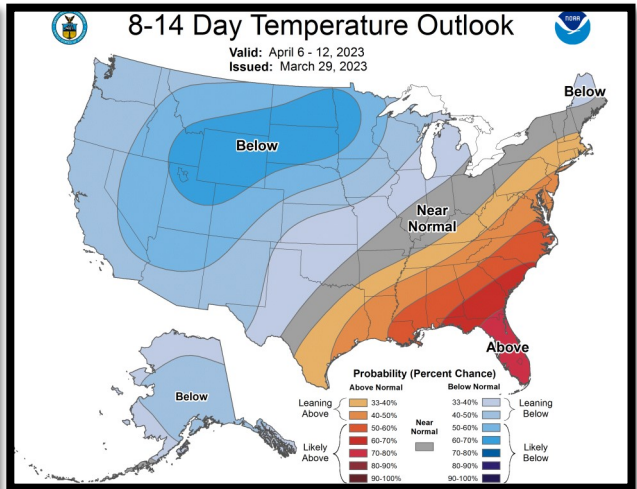 8-14 Day Temperature Outlook
Valid: April 6 - 12, 2023
Issued: March 29, 2023
NOAA
Below
Below
Near
Normal
Above
Below
Probability (Percent Chance)
Above Normal
Below Normal
Leaning
Above
33-40%
40-50%
Likely
Above
50-60%
60-70%
70-80%
80-90%
90-100%
Near
Normal
33-40%
40-50%
Leaning
Below
50-60%
60-70%
70-80%
80-90%
90-100%
Likely
Below